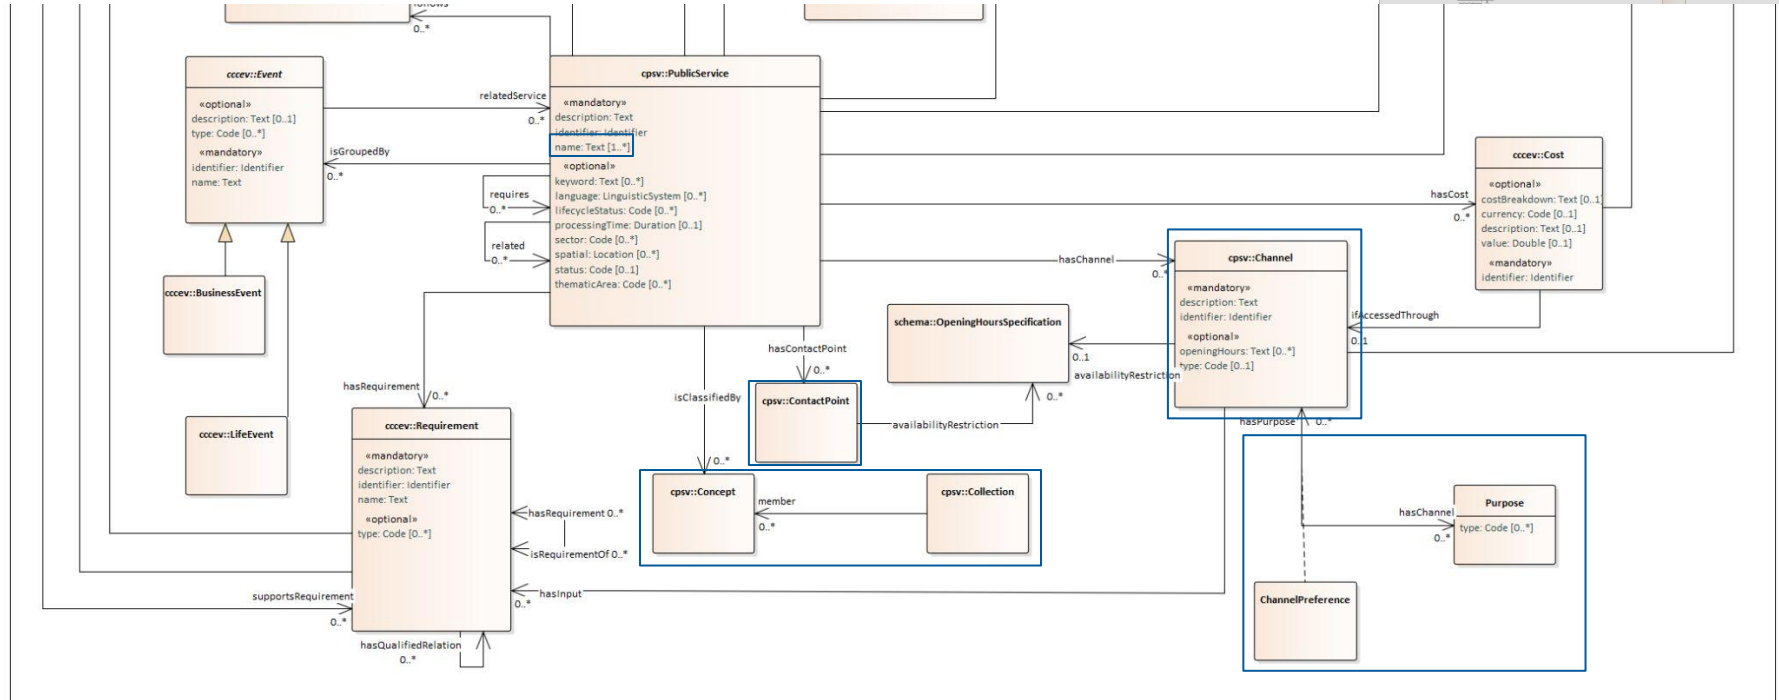 0..*
cccev::Event
«optional»
description: Text [0..1]
type: Code [0..*]
«mandatory»
identifier: Identifier
name: Text
relatedService
0..*
isGroupedBy
0..*
cpsv::PublicService
«mandatory»
description: Text
identifier: Identifier
name: Text [1..*]
«optional»
keyword: Text [0..*]
language: LinguisticSystem [0..*]
lifecycleStatus: Code [0..*]
processingTime: Duration [0..1]
sector: Code [0..*]
spatial: Location [0..*]
status: Code [0..1]
thematicArea: Code [0..*]
requires
0..*
related
0..*
hasCost
0..*
cccev::Cost
«optional»
costBreakdown: Text [0..1]
currency: Code [0..1]
description: Text [0..1]
value: Double [0..1]
«mandatory»
identifier: Identifier
hasChannel
0..*
cpsv::Channel
«mandatory»
description: Text
identifier: Identifier
«optional»
openingHours: Text [0..*]
type: Code [0..1]
ifAccessedThrough
0..1
cccev::BusinessEvent
schema::OpeningHoursSpecification
0..1
availabilityRestriction
0..*
hasContactPoint
0..*
hasRequirement
0..*
isClassifiedBy
0..*
cpsv::ContactPoint
availabilityRestriction
cccev::LifeEvent
cccev::Requirement
«mandatory»
description: Text
identifier: Identifier
name: Text
«optional»
type: Code [0..*]
hasPurpose
0..*
cpsv::Concept
member
0..*
cpsv::Collection
hasRequirement 0..*
isRequirementOf 0..*
hasChannel
0..*
Purpose
type: Code [0..*]
ChannelPreference
hasInput
0..*
supportsRequirement
0..*
hasQualifiedRelation
0..*